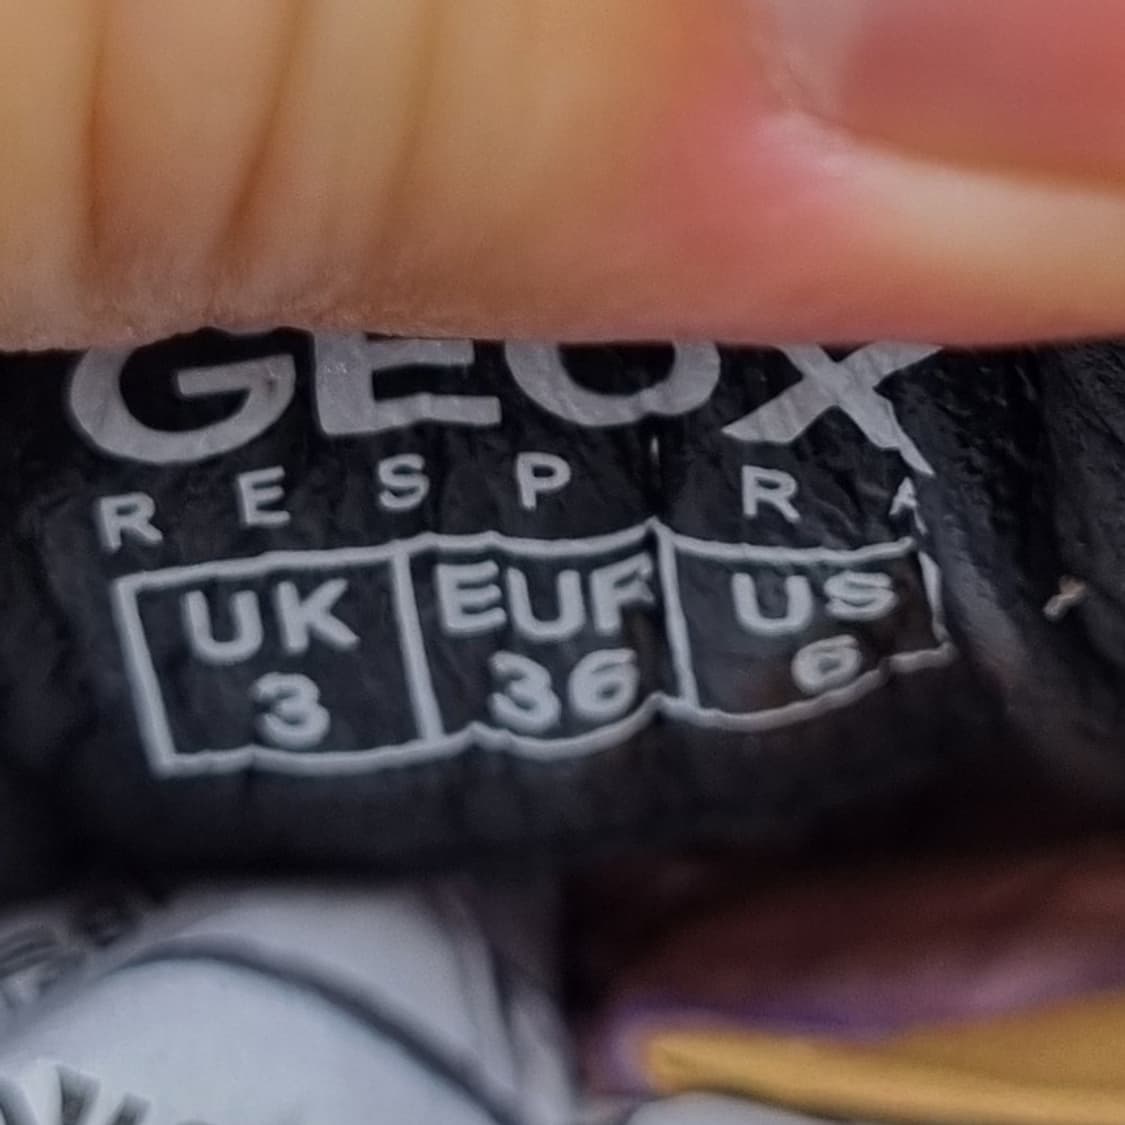 GEOX
RESPIRA
UK EUR US
3 36 6